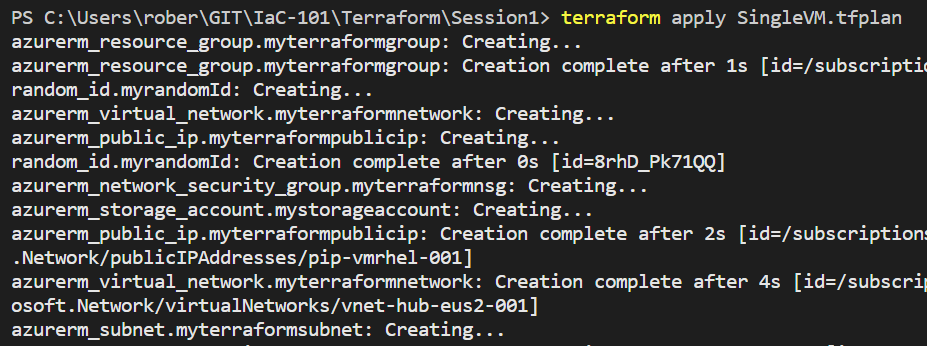 PS C:\Users\rober\GIT\IaC-101\Terraform\Session1> terraform apply SingleVM.tfplan
azurerm_resource_group.myterraformgroup: Creating...
azurerm_resource_group.myterraformgroup: Creation complete after 1s [id=/subscriptio
random_id.myrandomId: Creating...
azurerm_virtual_network.myterraformnetwork: Creating...
azurerm_public_ip.myterraformpublicip: Creating...
random_id.myrandomId: Creation complete after 0s [id=8rhD_Pk71QQ]
azurerm_network_security_group.myterraformnsg: Creating...
azurerm_storage_account.mystorageaccount: Creating...
azurerm_public_ip.myterraformpublicip: Creation complete after 2s [id=/subscriptions
.Network/publicIPAddresses/pip-vmrhel-001]
azurerm_virtual_network.myterraformnetwork: Creation complete after 4s [id=/subscrip
osoft.Network/virtualNetworks/vnet-hub-eus2-001]
azurerm_subnet.myterraformsubnet: Creating...